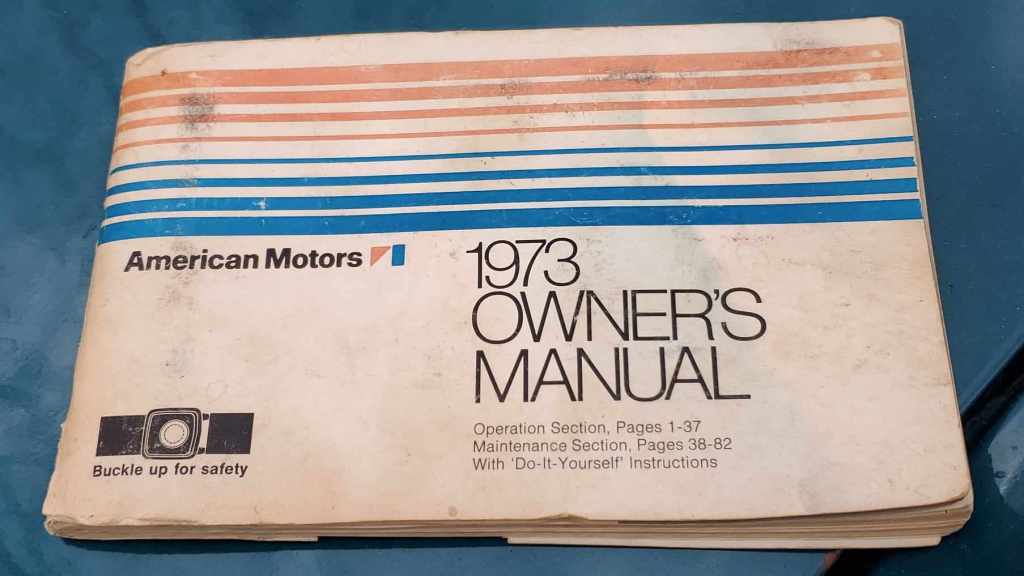 American Motors
1973
OWNER'S
MANUAL
Operation Section, Pages 1-37
Maintenance Section, Pages 38-82
With 'Do-It-Yourself' Instructions
Buckle up for safety